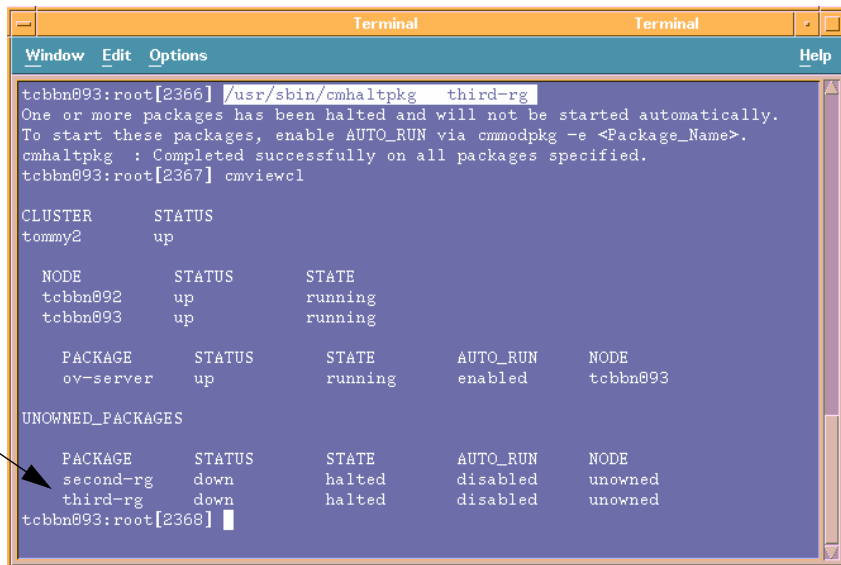 Terminal Terminal
Window Edit Options Help
tcbbn093:root[2366] /usr/sbin/cmhaltpkg third-rg
One or more packages has been halted and will not be started automatically.
To start these packages, enable AUTO_RUN via cmmodpkg -e <Package_Name>.
cmhaltpkg : Completed successfully on all packages specified.
tcbbn093:root[2367] cmviewcl
CLUSTER STATUS
tommy2 up
NODE STATUS STATE
tcbbn092 up running
tcbbn093 up running
PACKAGE STATUS STATE AUTO_RUN NODE
ov-server up running enabled tcbbn093
UNOWNED_PACKAGES
PACKAGE STATUS STATE AUTO_RUN NODE
second-rg down halted disabled unowned
third-rg down halted disabled unowned
tcbbn093:root[2368]